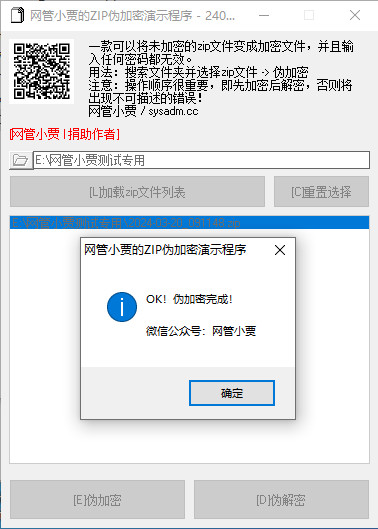 网管小贾的ZIP伪加密演示程序 - 240...
一款可以将未加密的zip文件变成加密文件，并且输
入任何密码都无效。
用法：搜索文件夹并选择zip文件 -> 伪加密
注意：操作顺序很重要，即先加密后解密，否则将
出现不可描述的错误！
网管小贾 / sysadm.cc
[网管小贾 | 捐助作者]
E:\网管小贾测试专用
[L]加载zip文件列表
[C]重置选择
网管小贾的ZIP伪加密演示程序
OK！伪加密完成！
微信公众号：网管小贾
确定
[E]伪加密
[D]伪解密